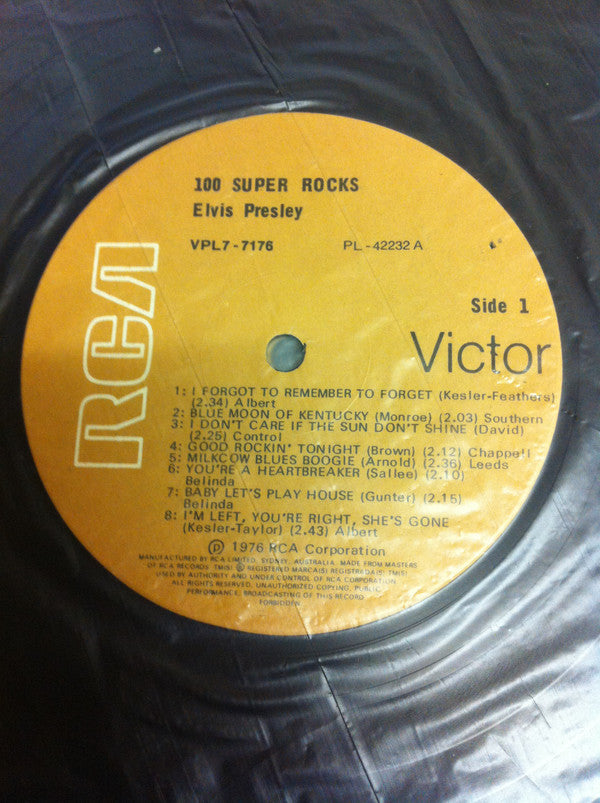 100 SUPER ROCKS
Elvis Presley
VPL7-7176 PL-42232 A
Side 1
RCA
Victor
1: I FORGOT TO REMEMBER TO FORGET (Kesler-Feathers)
(2.34) Albert
2: BLUE MOON OF KENTUCKY (Monroe) (2.03) Southern
3: I DON'T CARE IF THE SUN DON'T SHINE (David)
(2.25) Control
4: GOOD ROCKIN' TONIGHT (Brown) (2.12) Chappell
5: MILKCOW BLUES BOOGIE (Arnold) (2.36) Leeds
6: YOU'RE A HEARTBREAKER (Sallee) (2.10)
Belinda
7: BABY LET'S PLAY HOUSE (Gunter) (2.15)
Belinda
8: I'M LEFT, YOU'RE RIGHT, SHE'S GONE
(Kesler-Taylor) (2.43) Albert
℗ 1976 RCA Corporation
MANUFACTURED BY RCA LIMITED, SYDNEY, AUSTRALIA. MADE FROM MASTERS
OF RCA RECORDS TM(S) ® REGISTERED MARCA(S) REGISTRADA(S) TM(S)
USED BY AUTHORITY AND UNDER CONTROL OF RCA CORPORATION
ALL RIGHTS RESERVED. UNAUTHORIZED COPYING, PUBLIC
PERFORMANCE, BROADCASTING OF THIS RECORD
FORBIDDEN